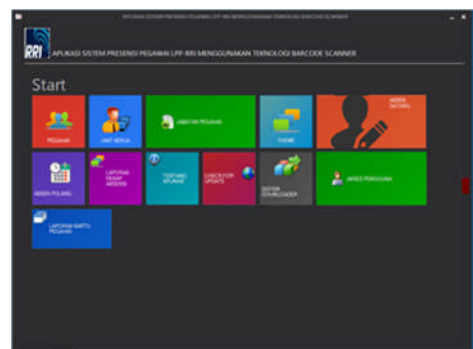 APLIKASI SISTEM PRESENSI PEGAWAI LPP-RRI MENGGUNAKAN TEKNOLOGI BARCODE SCANNER
RRI APLIKASI SISTEM PRESENSI PEGAWAI LPP-RRI MENGGUNAKAN TEKNOLOGI BARCODE SCANNER
Start
PEGAWAI
UNIT KERJA
JABATAN PEGAWAI
THEME
ABSEN
DATANG
ABSEN PULANG
LAPORAN
REKAP
ABSENSI
TENTANG
APLIKASI
CHECK FOR
UPDATE
SISTEM
DOWNLOADER
AKSES PENGGUNA
LAPORAN KARTU
PEGAWAI